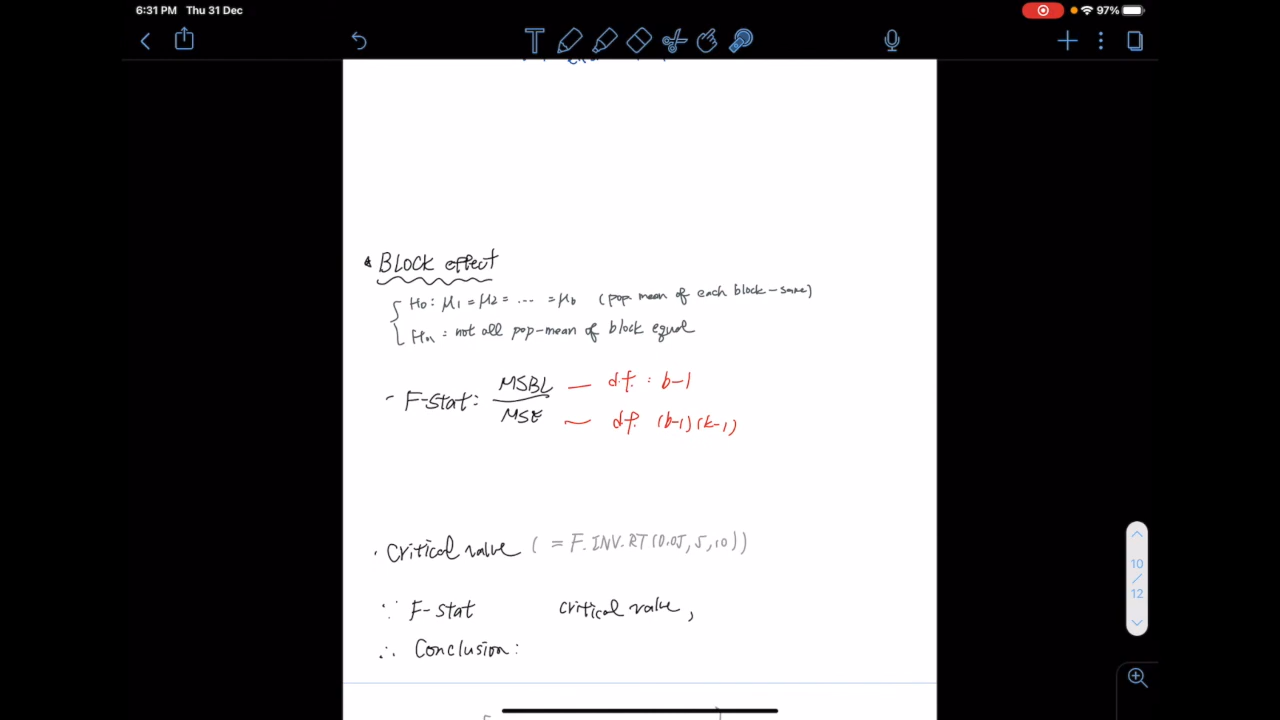 6:31 PM Thu 31 Dec
97%
* Block effect
H0: μ1 = μ2 = ... = μb (pop mean of each block - same)
Ha: not all pop-mean of block equal
- F-stat: MSBL / MSE
— d.f. : b-1
— df. (b-1)(k-1)
· Critical value ( = F.INV.RT(0.05, 5, 10))
∵ F-stat critical value,
∴ Conclusion:
10
/
12